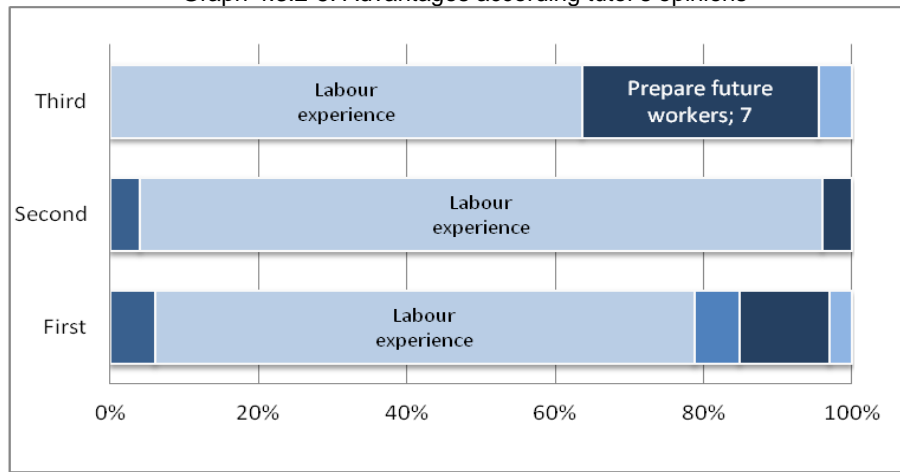 Third
Labour
experience
Prepare future
workers; 7
Second
Labour
experience
First
Labour
experience
0%
20%
40%
60%
80%
100%